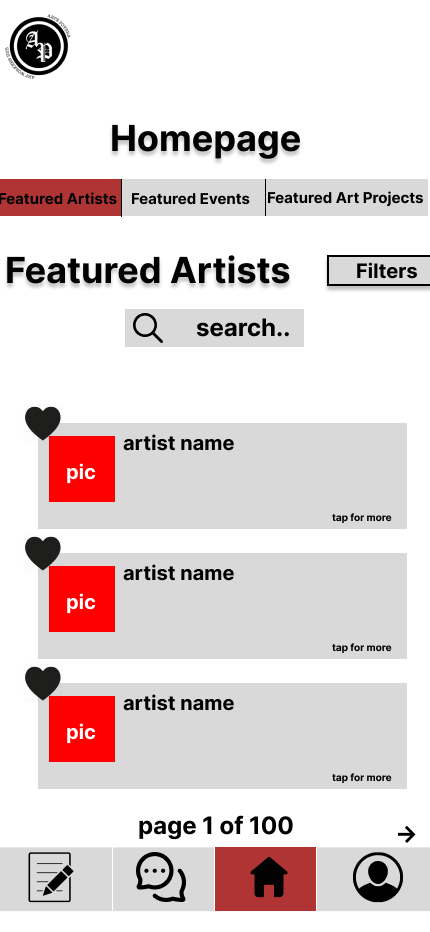 AP
Homepage
Featured Artists Featured Events Featured Art Projects
Featured Artists Filters
search..
artist name
pic
tap for more
artist name
pic
tap for more
artist name
pic
tap for more
page 1 of 100